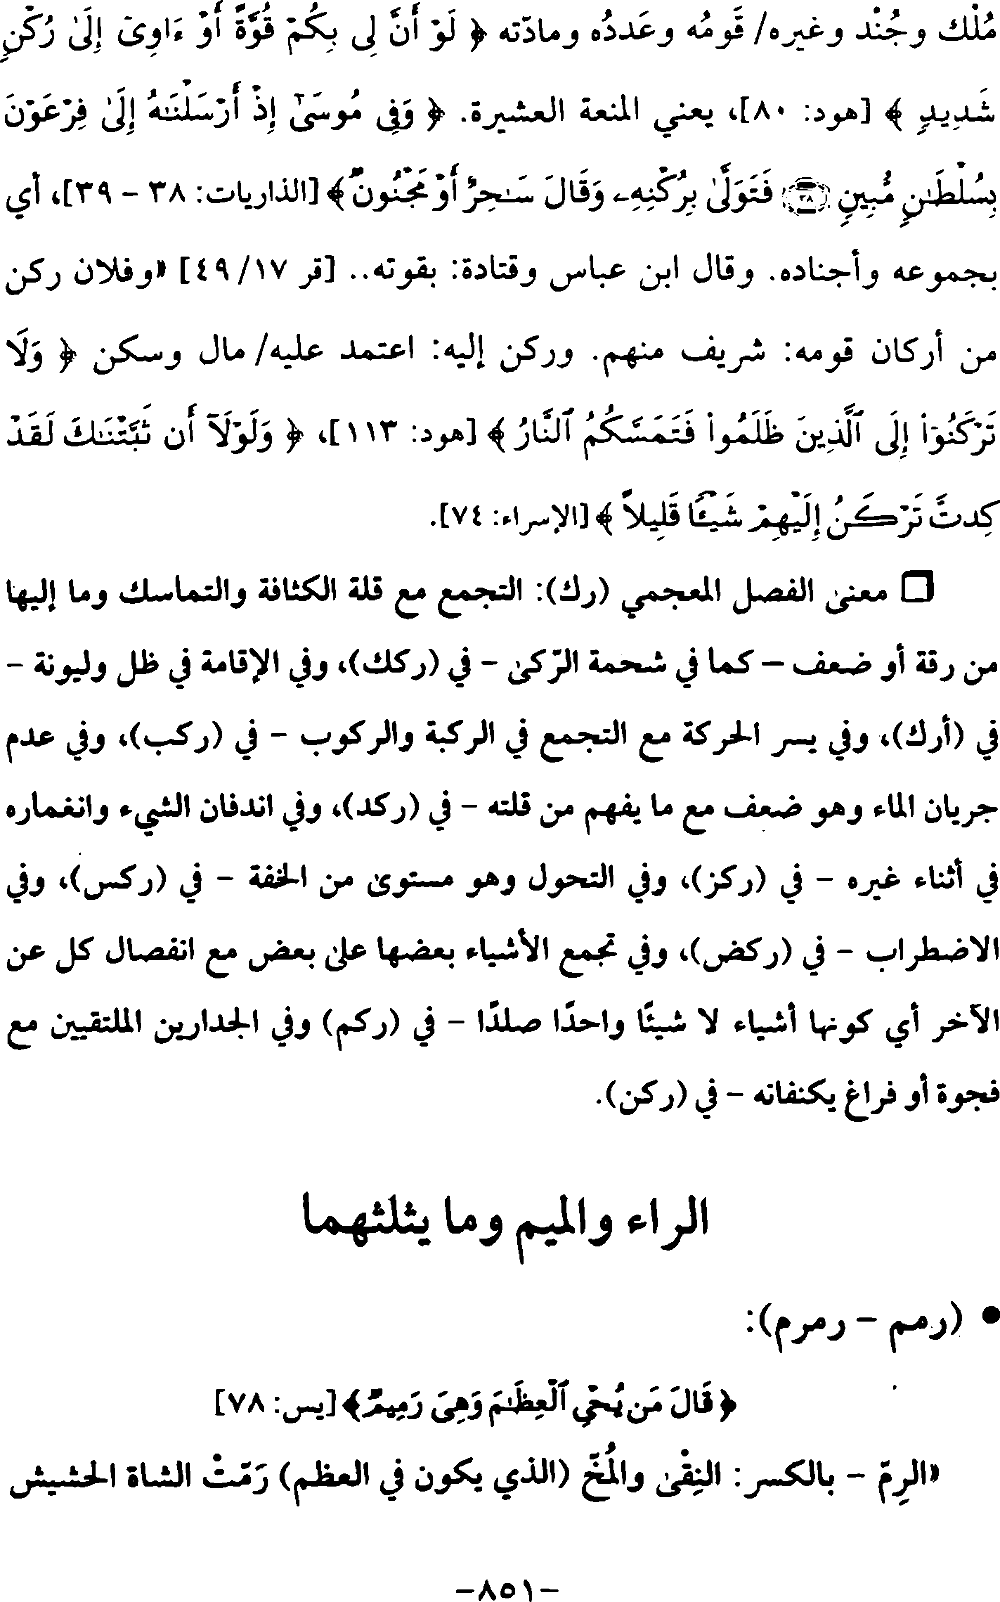 مُلْك وجُنْد وغيره/ قَومُه وعَددُه ومادّته ﴿ لَوْ أَنَّ لِى بِكُمْ قُوَّةً أَوْ ءَاوِىٓ إِلَىٰ رُكْنٍ
شَدِيدٍ ﴾ [هود: ٨٠]، يعني المنعة العشيرة. ﴿ وَفِى مُوسَىٰٓ إِذْ أَرْسَلْنَـٰهُ إِلَىٰ فِرْعَوْنَ
بِسُلْطَـٰنٍ مُّبِينٍ ﴿٣٨﴾ فَتَوَلَّىٰ بِرُكْنِهِۦ وَقَالَ سَـٰحِرٌ أَوْ مَجْنُونٌ ﴾ [الذاريات: ٣٨ - ٣٩]، أي
بجموعه وأجناده. وقال ابن عباس وقتادة: بقوته.. [قر ١٧/ ٤٩] «وفلان ركن
من أركان قومه: شريف منهم. وركن إليه: اعتمد عليه/ مال وسكن ﴿ وَلَا
تَرْكَنُوٓا۟ إِلَى ٱلَّذِينَ ظَلَمُوا۟ فَتَمَسَّكُمُ ٱلنَّارُ ﴾ [هود: ١١٣]، ﴿ وَلَوْلَآ أَن ثَبَّتْنَـٰكَ لَقَدْ
كِدتَّ تَرْكَنُ إِلَيْهِمْ شَيْـًٔا قَلِيلاً ﴾ [الإسراء: ٧٤].
❒ معنى الفصل المعجمي (رك): التجمع مع قلة الكثافة والتماسك وما إليها
من رقة أو ضعف – كما في شحمة الرّكىٰ - في (ركك)، وفي الإقامة في ظل وليونة -
في (أرك)، وفي يسر الحركة مع التجمع في الركبة والركوب - في (ركب)، وفي عدم
جريان الماء وهو ضعف مع ما يفهم من قلته - في (ركد)، وفي اندفان الشيء وانغماره
في أثناء غيره - في (ركز)، وفي التحول وهو مستوىٰ من الخفة - في (ركس)، وفي
الاضطراب - في (ركض)، وفي تجمع الأشياء بعضها علىٰ بعض مع انفصال كل عن
الآخر أي كونها أشياء لا شيئًا واحدًا صلدًا - في (ركم) وفي الجدارين الملتقيين مع
فجوة أو فراغ يكنفانه - في (ركن).
الراء والميم وما يثلثهما
• (رمم - رمرم):
﴿ قَالَ مَن يُحْىِ ٱلْعِظَـٰمَ وَهِىَ رَمِيمٌ ﴾ [يس: ٧٨]
«الرِمّ - بالكسر: النِقْىٰ والمُخّ (الذي يكون في العظم) رَمّتْ الشاة الحشيش
-٨٥١-